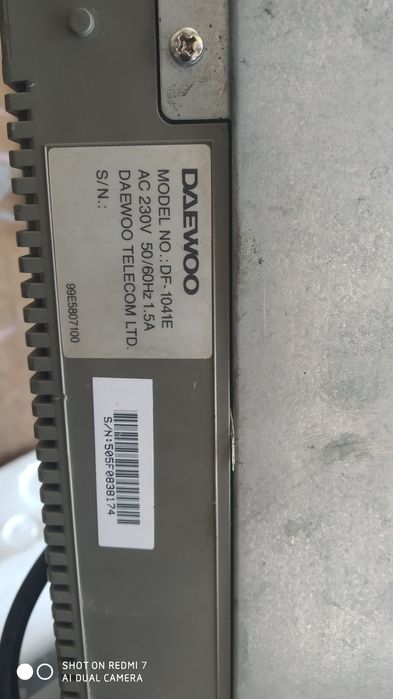 DAEWOO
MODEL NO.:DF-1041E
AC 230V 50/60Hz 1.5A
DAEWOO TELECOM LTD.
S/N.:
99E5807100
S/N:505F0838174
SHOT ON REDMI 7
AI DUAL CAMERA